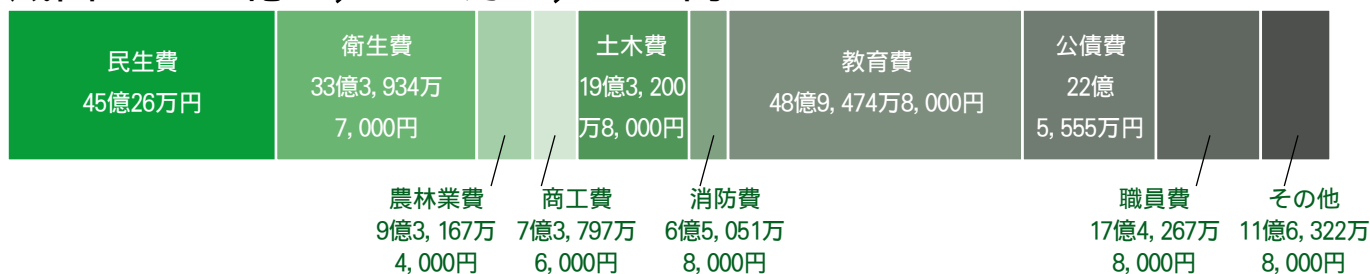 民生費
45億26万円
衛生費
33億3,934万
7,000円
土木費
19億3,200
万8,000円
教育費
48億9,474万8,000円
公債費
22億
5,555万円
農林業費
9億3,167万
4,000円
商工費
7億3,797万
6,000円
消防費
6億5,051万
8,000円
職員費
17億4,267万
8,000円
その他
11億6,322万
8,000円